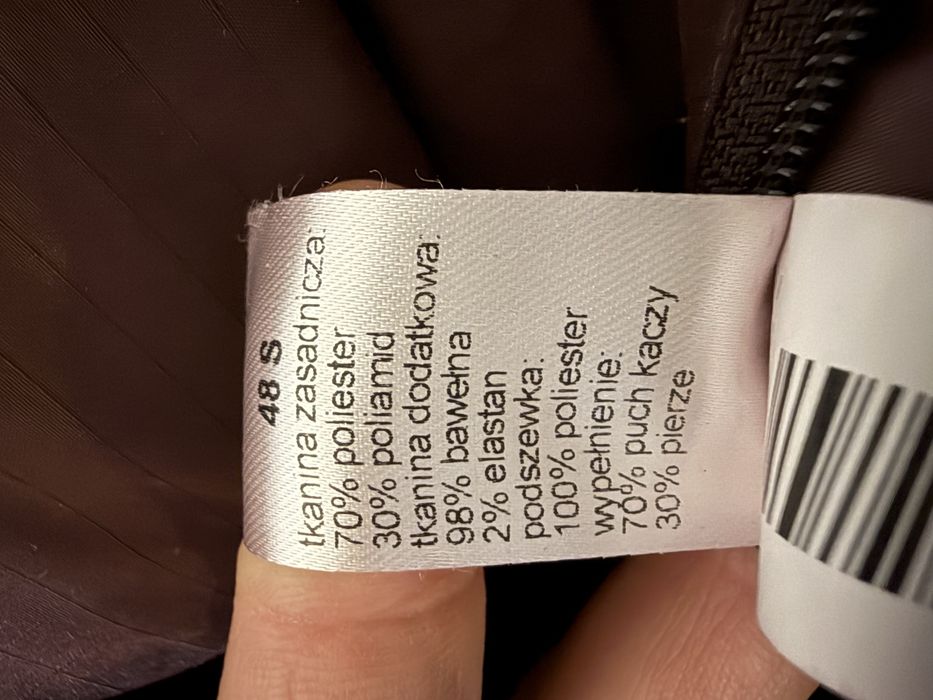 48 S
tkanina zasadnicza:
70% poliester
30% poliamid
tkanina dodatkowa:
98% bawełna
2% elastan
podszewka:
100% poliester
wypełnienie:
70% puch kaczy
30% pierze